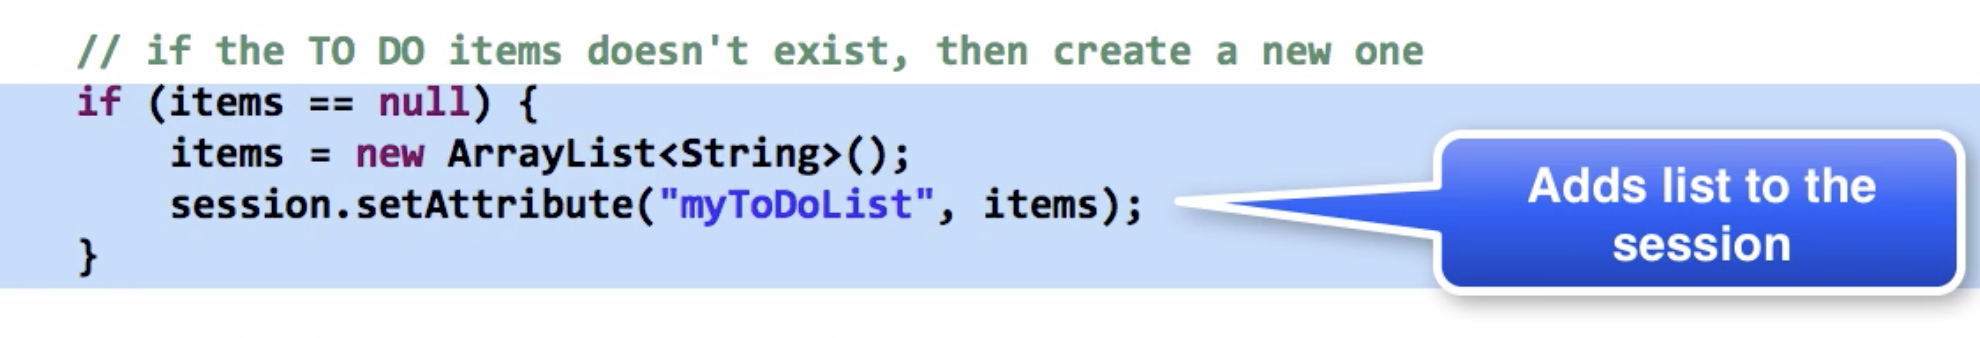 // if the TO DO items doesn't exist, then create a new one
if (items == null) {
    items = new ArrayList<String>();
    session.setAttribute("myToDoList", items);
}
Adds list to the
session